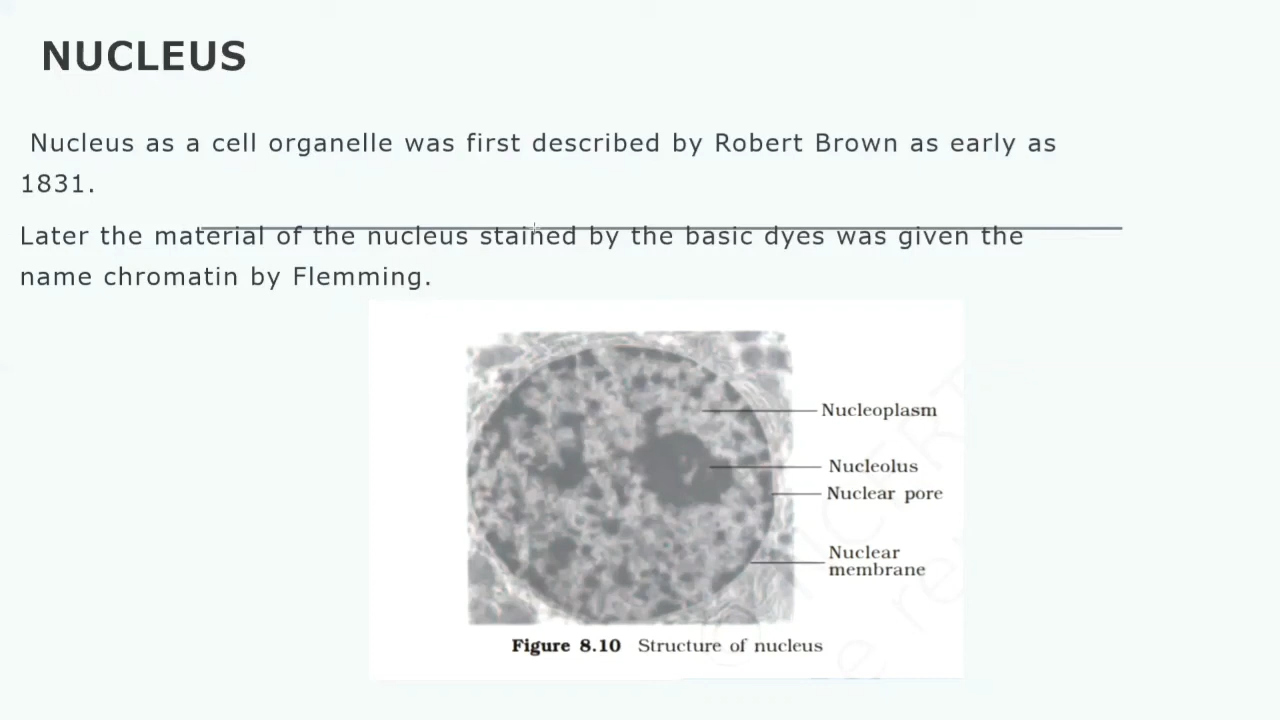 NUCLEUS
Nucleus as a cell organelle was first described by Robert Brown as early as
1831.
Later the material of the nucleus stained by the basic dyes was given the
name chromatin by Flemming.
Nucleoplasm
Nucleolus
Nuclear pore
Nuclear
membrane
Figure 8.10 Structure of nucleus